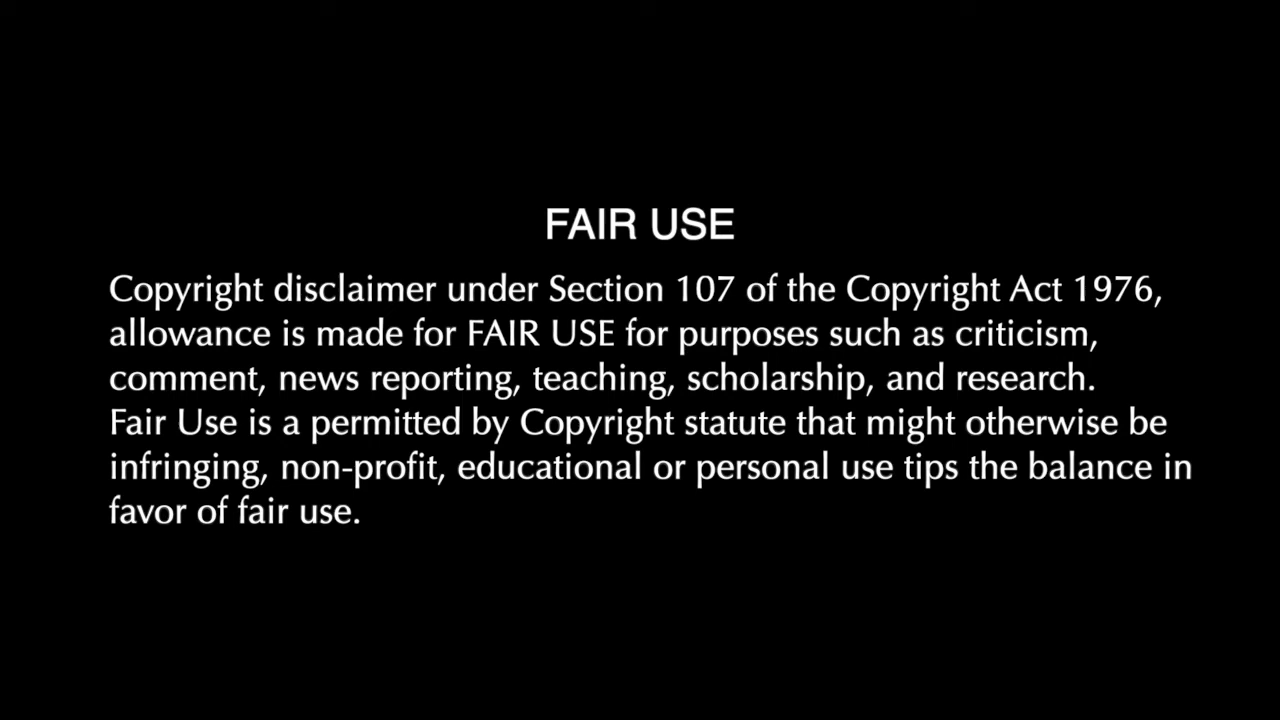 FAIR USE
Copyright disclaimer under Section 107 of the Copyright Act 1976,
allowance is made for FAIR USE for purposes such as criticism,
comment, news reporting, teaching, scholarship, and research.
Fair Use is a permitted by Copyright statute that might otherwise be
infringing, non-profit, educational or personal use tips the balance in
favor of fair use.